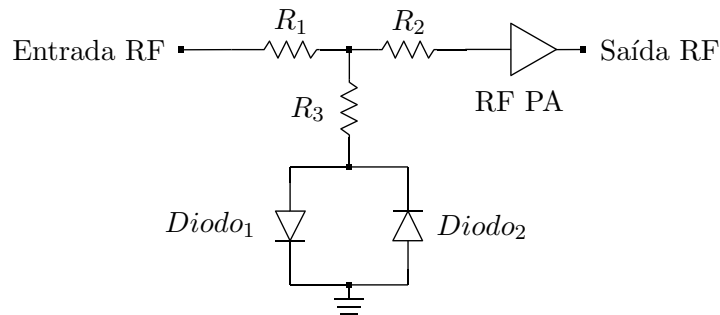 R₁
R₂
Entrada RF
Saída RF
RF PA
R₃
Diodo₁
Diodo₂